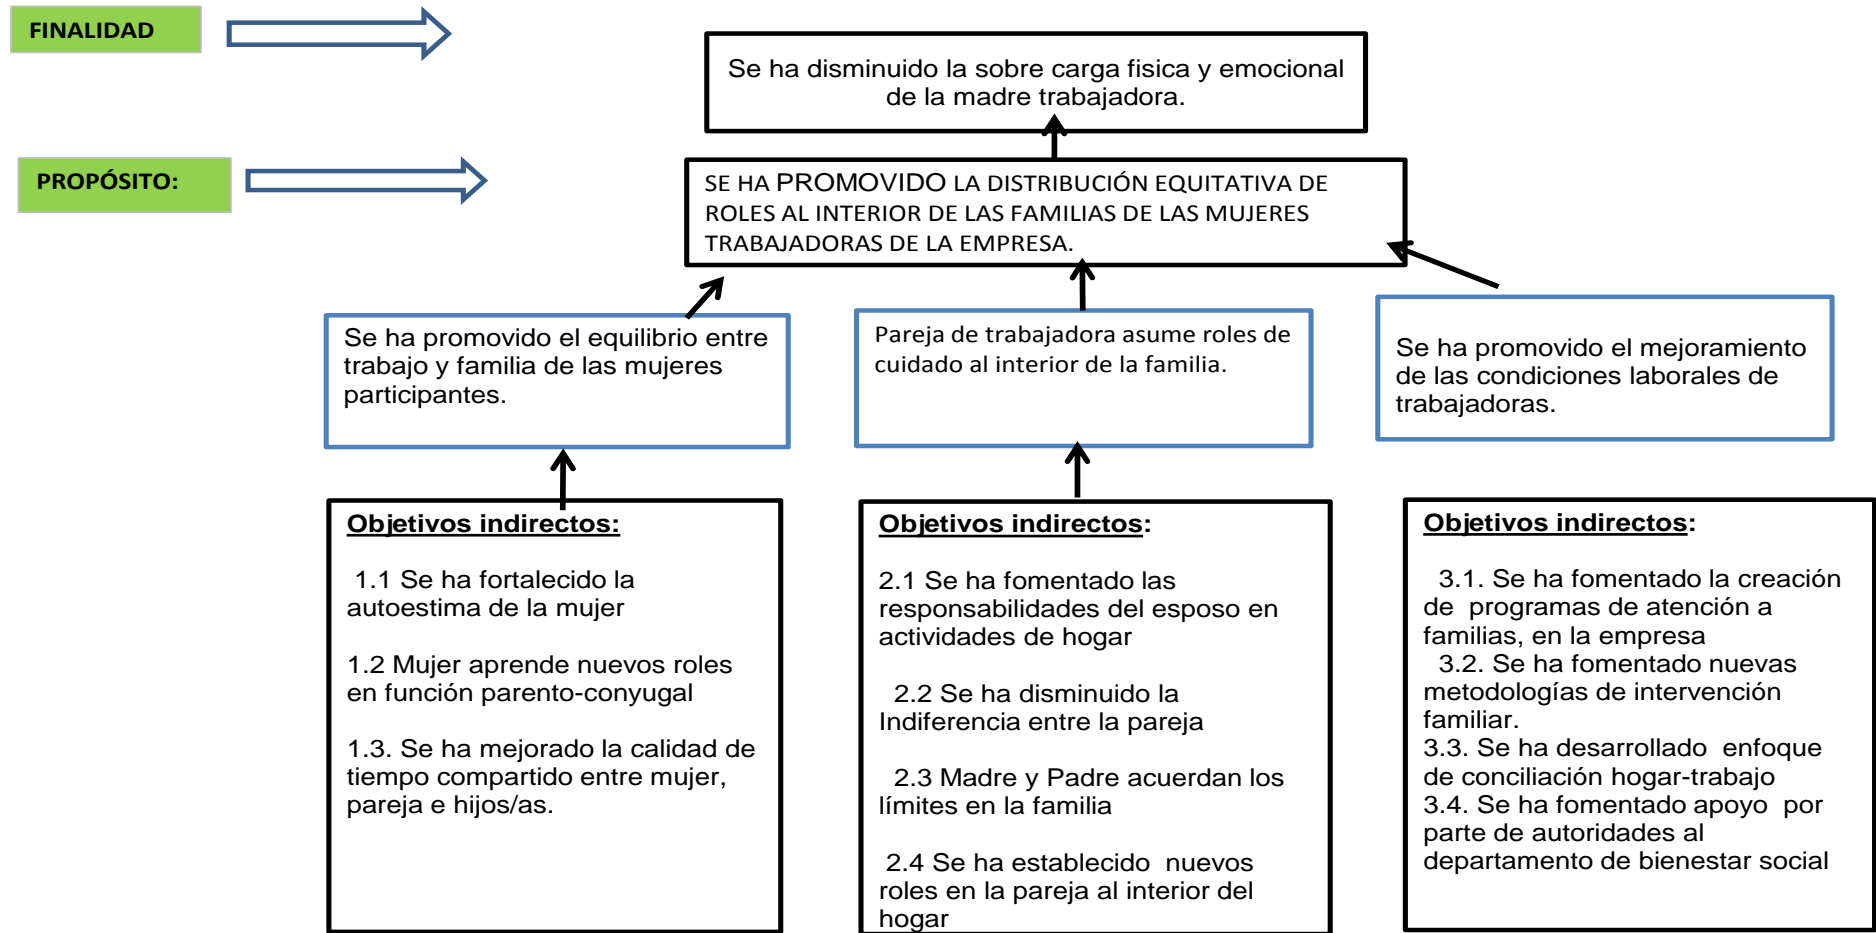 FINALIDAD
Se ha disminuido la sobre carga fisica y emocional
de la madre trabajadora.
PROPÓSITO:
SE HA PROMOVIDO LA DISTRIBUCIÓN EQUITATIVA DE
ROLES AL INTERIOR DE LAS FAMILIAS DE LAS MUJERES
TRABAJADORAS DE LA EMPRESA.
Se ha promovido el equilibrio entre
trabajo y familia de las mujeres
participantes.
Pareja de trabajadora asume roles de
cuidado al interior de la familia.
Se ha promovido el mejoramiento
de las condiciones laborales de
trabajadoras.
Objetivos indirectos:
1.1 Se ha fortalecido la
autoestima de la mujer
1.2 Mujer aprende nuevos roles
en función parento-conyugal
1.3. Se ha mejorado la calidad de
tiempo compartido entre mujer,
pareja e hijos/as.
Objetivos indirectos:
2.1 Se ha fomentado las
responsabilidades del esposo en
actividades de hogar
2.2 Se ha disminuido la
Indiferencia entre la pareja
2.3 Madre y Padre acuerdan los
límites en la familia
2.4 Se ha establecido nuevos
roles en la pareja al interior del
hogar
Objetivos indirectos:
3.1. Se ha fomentado la creación
de programas de atención a
familias, en la empresa
3.2. Se ha fomentado nuevas
metodologías de intervención
familiar.
3.3. Se ha desarrollado enfoque
de conciliación hogar-trabajo
3.4. Se ha fomentado apoyo por
parte de autoridades al
departamento de bienestar social